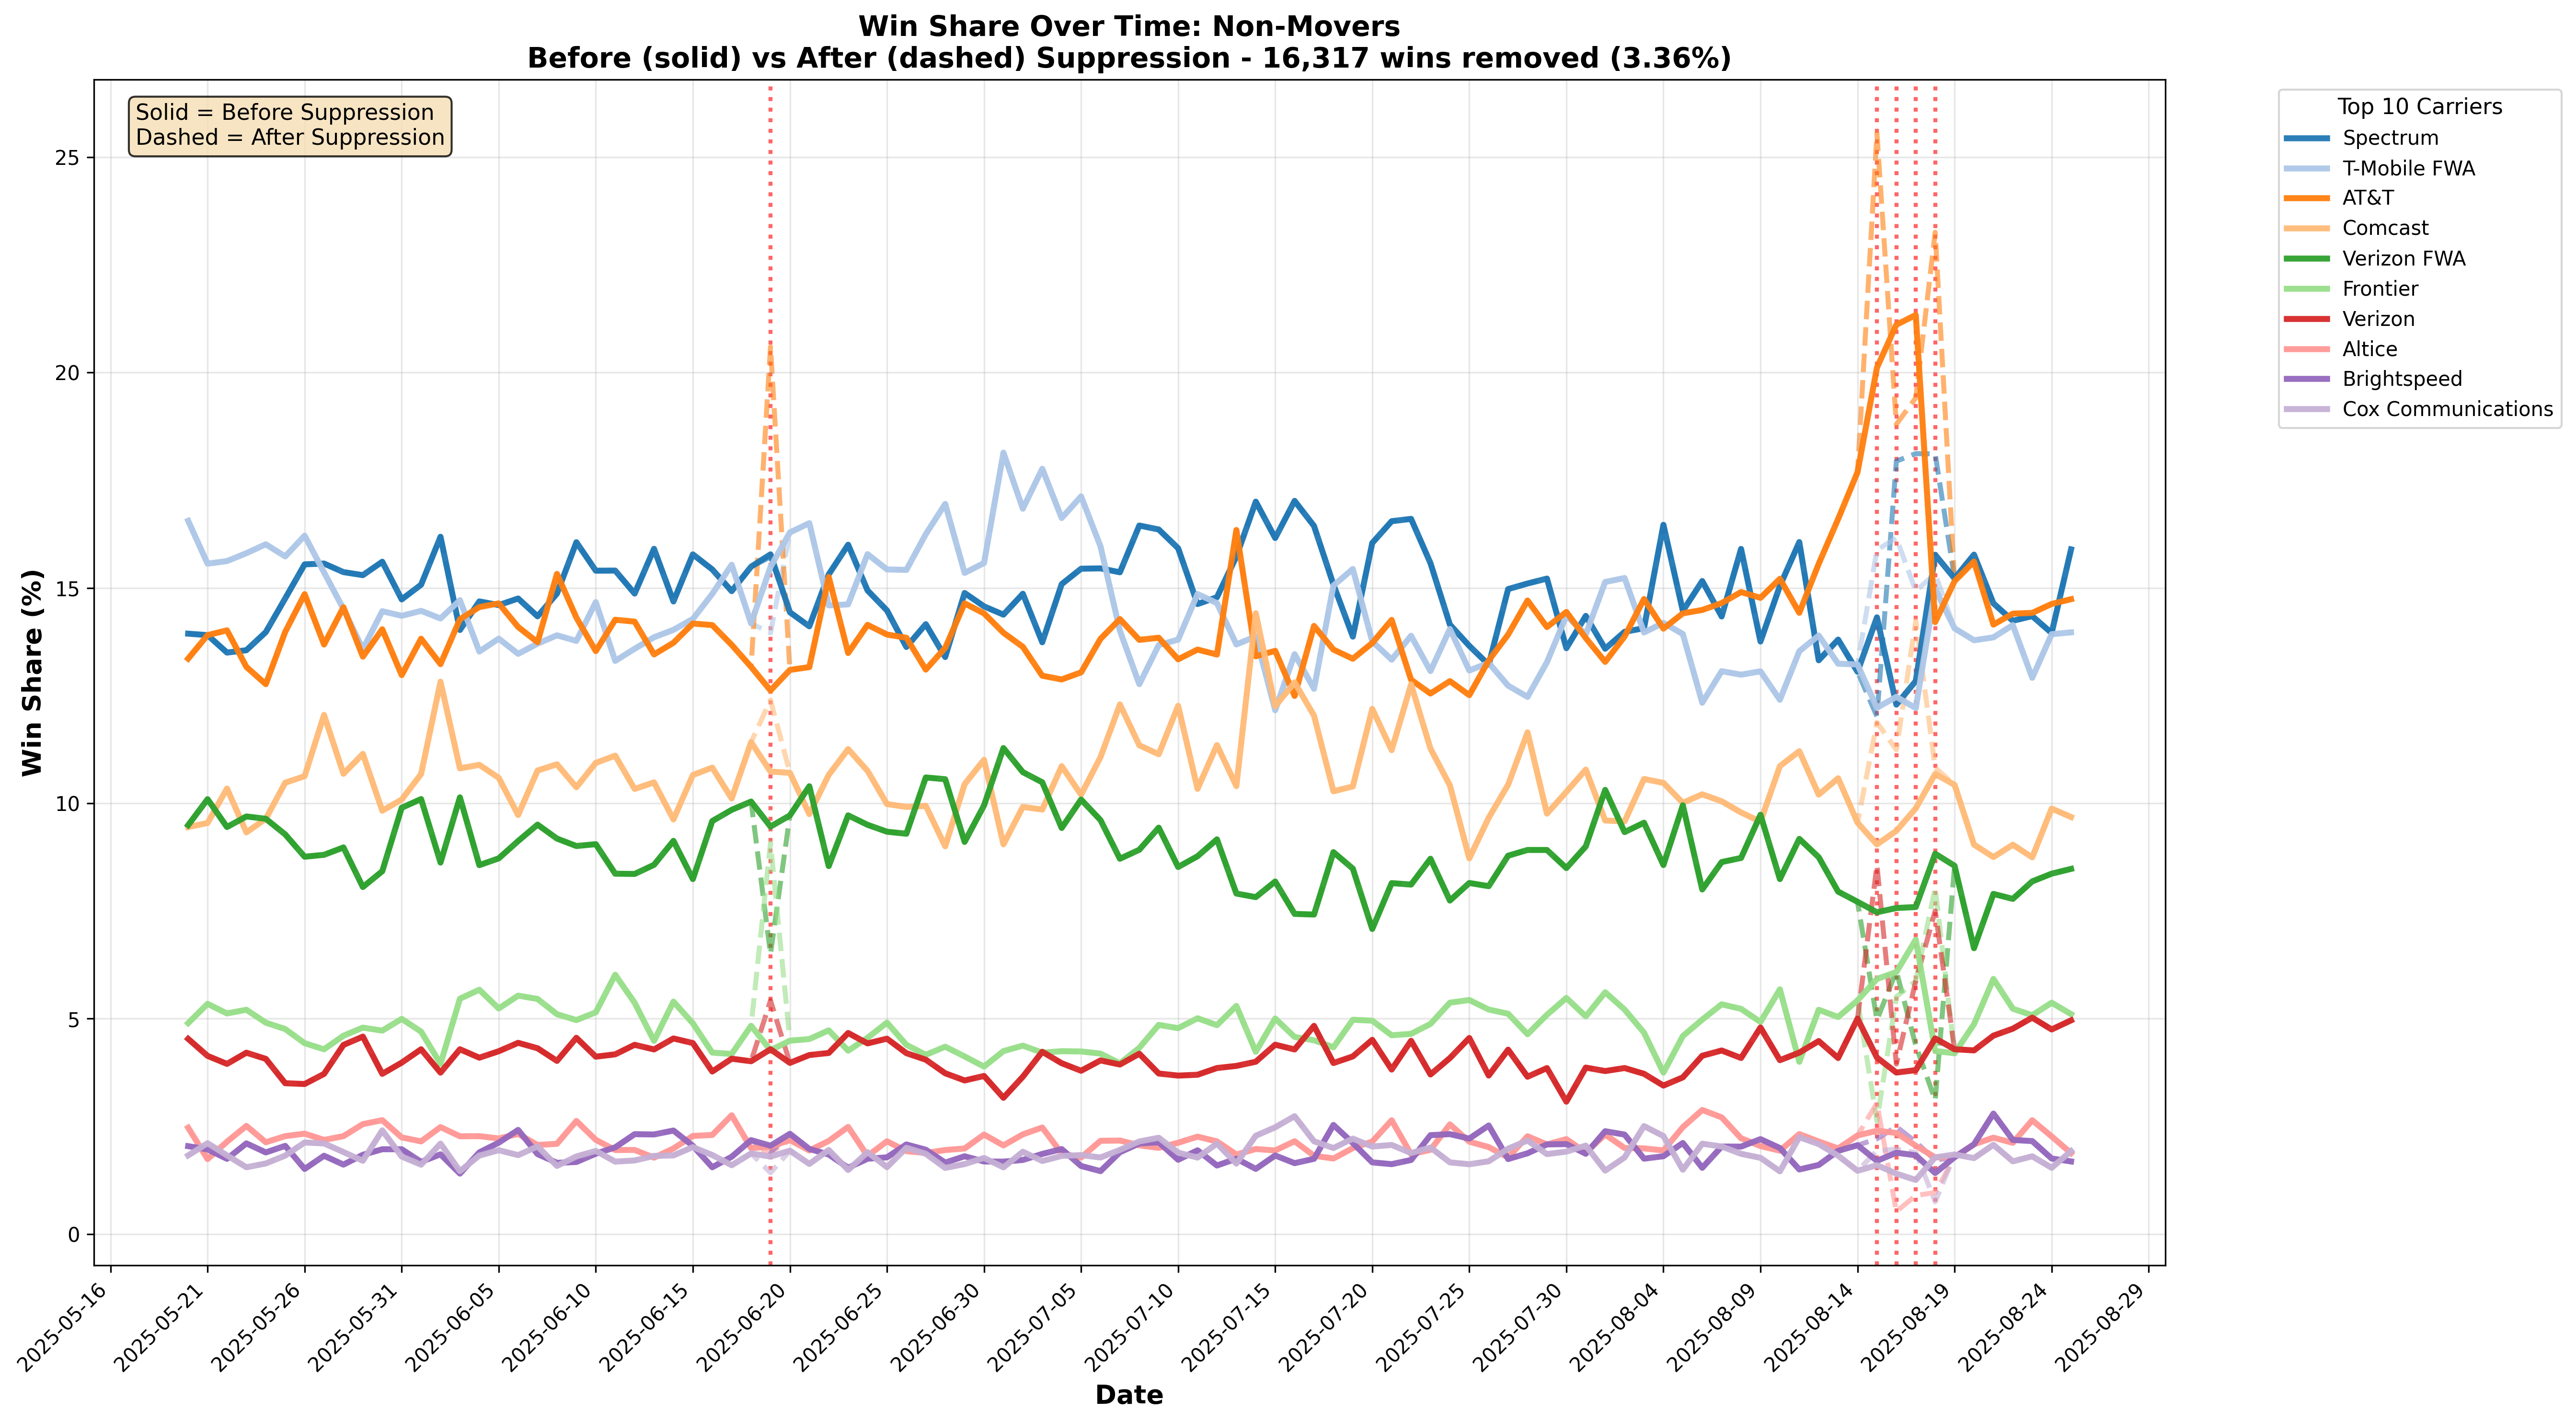 Win Share Over Time: Non-Movers
Before (solid) vs After (dashed) Suppression - 16,317 wins removed (3.36%)
Solid = Before Suppression
Dashed = After Suppression
Top 10 Carriers
Spectrum
T-Mobile FWA
AT&T
Comcast
Verizon FWA
Frontier
Verizon
Altice
Brightspeed
Cox Communications
Win Share (%)
25
20
15
10
5
0
2025-05-16
2025-05-21
2025-05-26
2025-05-31
2025-06-05
2025-06-10
2025-06-15
2025-06-20
2025-06-25
2025-06-30
2025-07-05
2025-07-10
2025-07-15
2025-07-20
2025-07-25
2025-07-30
2025-08-04
2025-08-09
2025-08-14
2025-08-19
2025-08-24
2025-08-29
Date